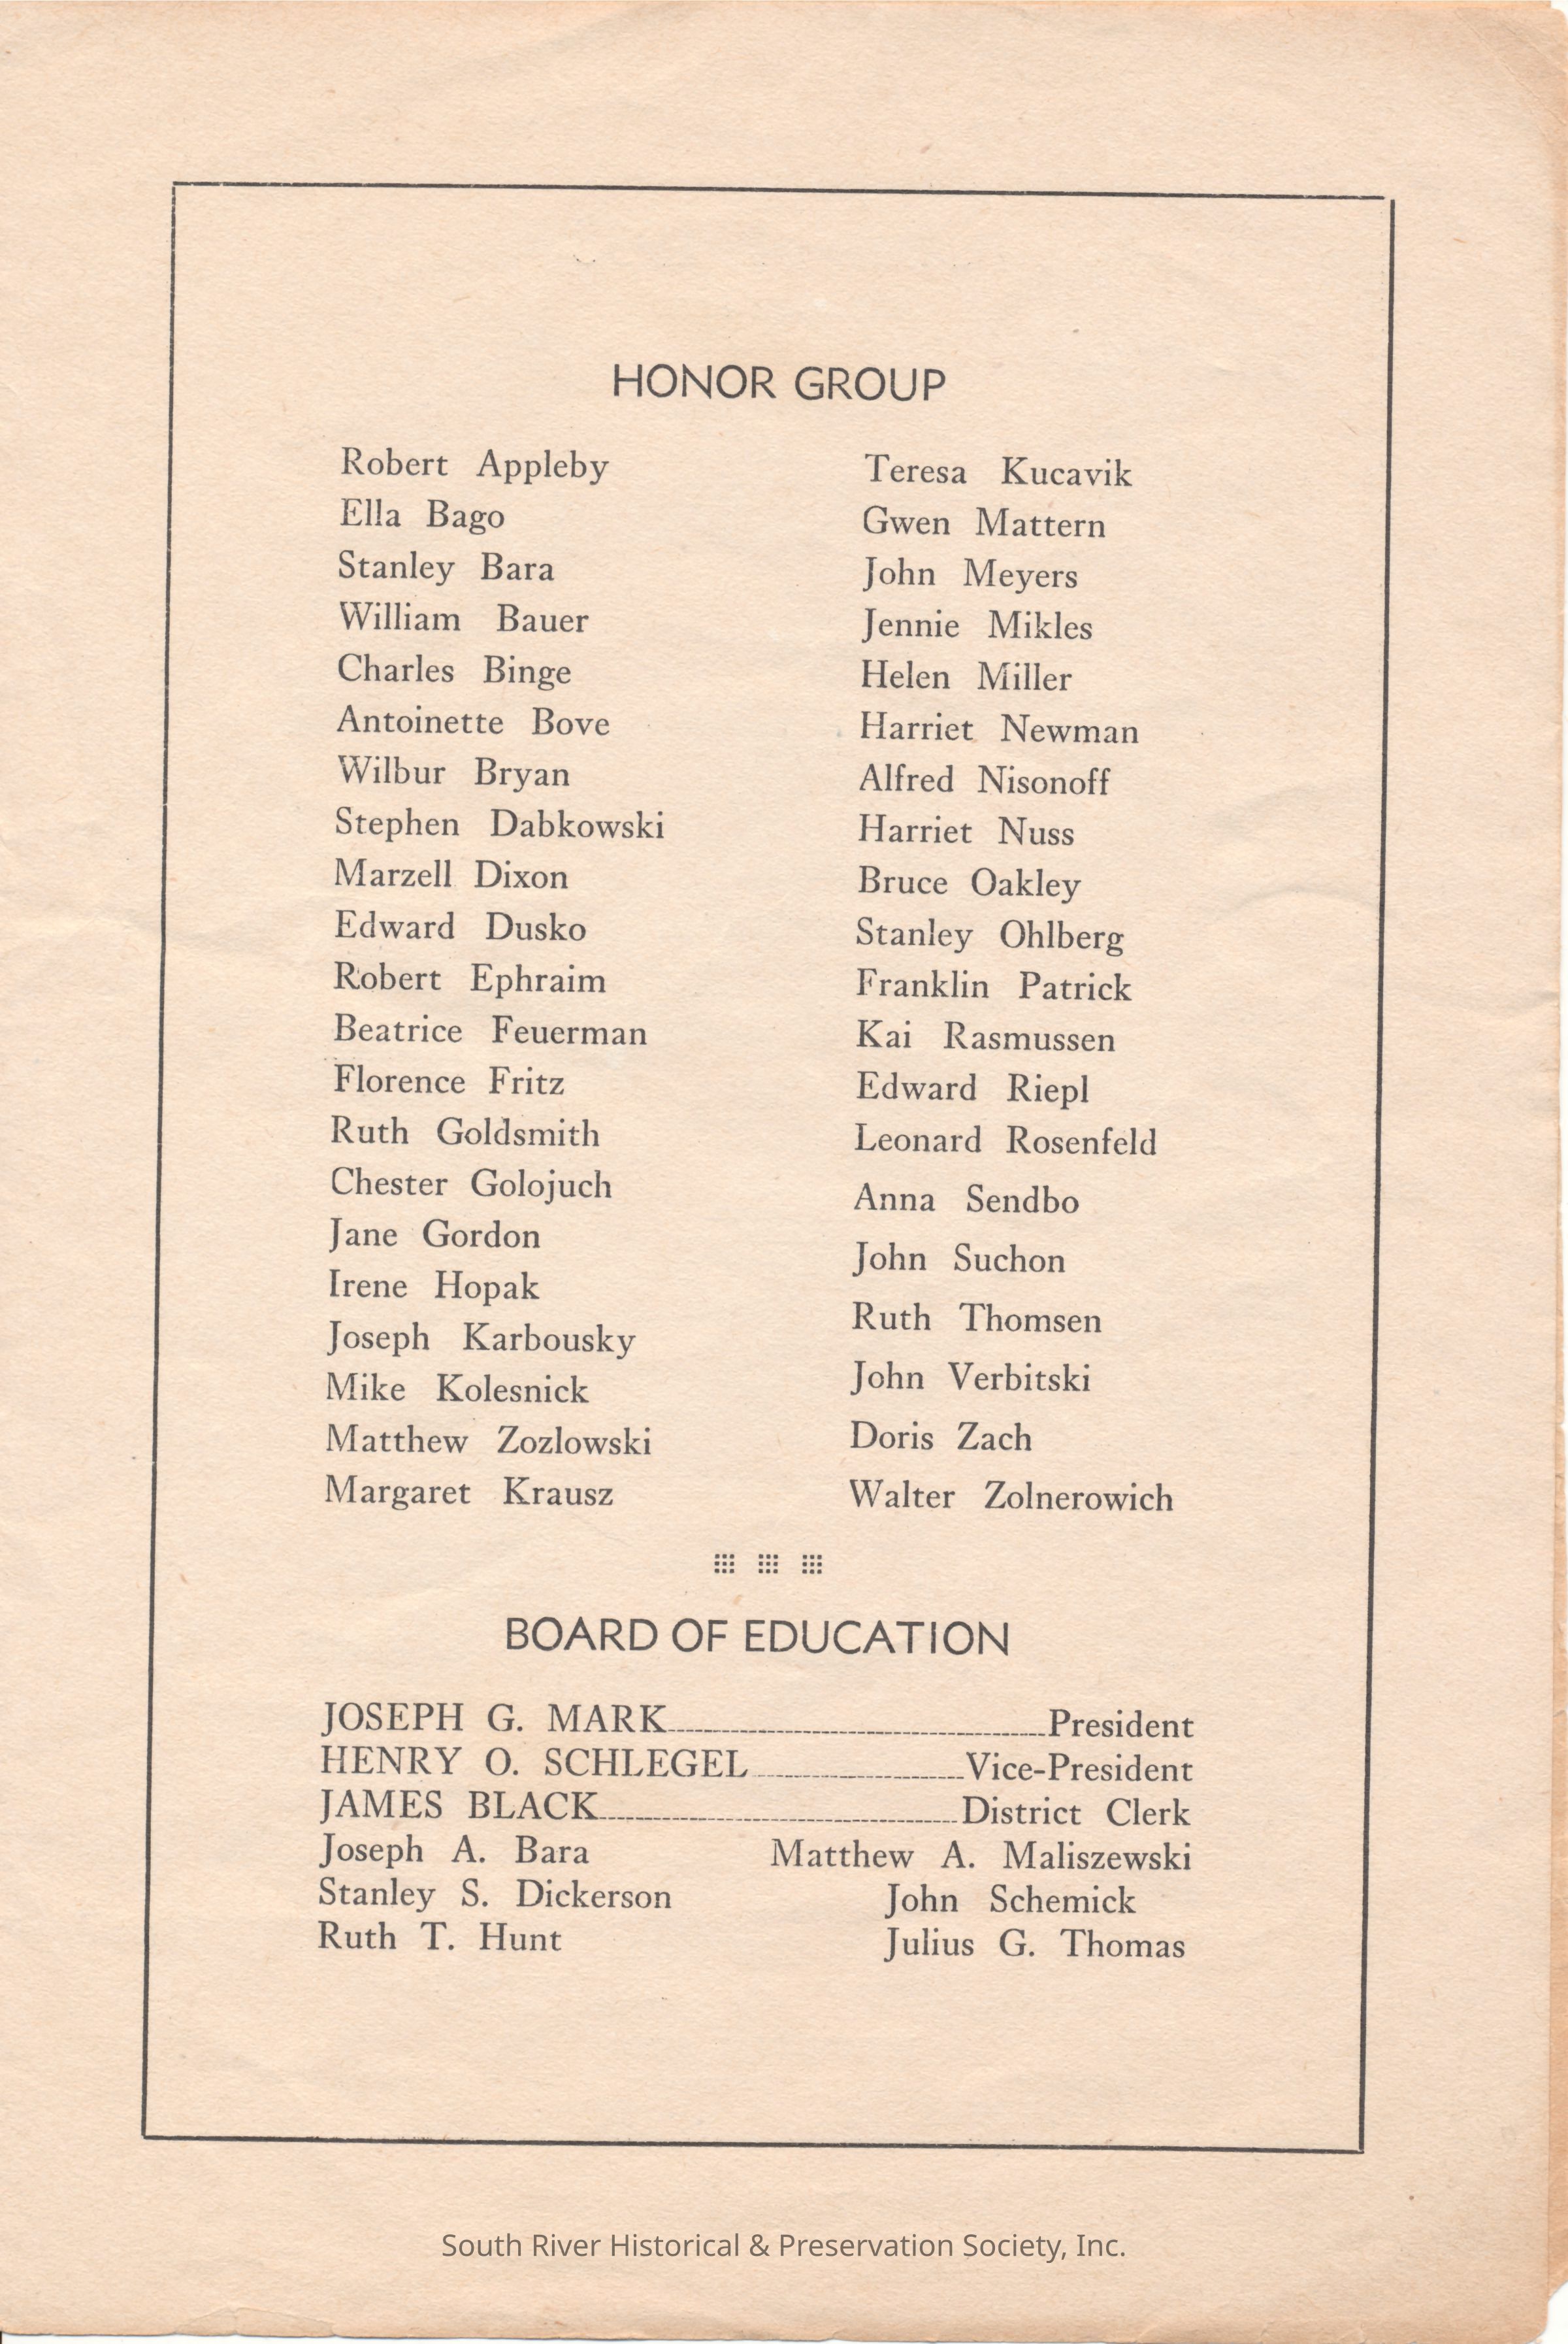 HONOR GROUP
Robert Appleby
Ella Bago
Stanley Bara
William Bauer
Charles Binge
Antoinette Bove
Wilbur Bryan
Stephen Dabkowski
Marzell Dixon
Edward Dusko
Robert Ephraim
Beatrice Feuerman
Florence Fritz
Ruth Goldsmith
Chester Golojuch
Jane Gordon
Irene Hopak
Joseph Karbousky
Mike Kolesnick
Matthew Zozlowski
Margaret Krausz
Teresa Kucavik
Gwen Mattern
John Meyers
Jennie Mikles
Helen Miller
Harriet Newman
Alfred Nisonoff
Harriet Nuss
Bruce Oakley
Stanley Ohlberg
Franklin Patrick
Kai Rasmussen
Edward Riepl
Leonard Rosenfeld
Anna Sendbo
John Suchon
Ruth Thomsen
John Verbitski
Doris Zach
Walter Zolnerowich
BOARD OF EDUCATION
JOSEPH G. MARK President
HENRY O. SCHLEGEL Vice-President
JAMES BLACK District Clerk
Joseph A. Bara Matthew A. Maliszewski
Stanley S. Dickerson John Schemick
Ruth T. Hunt Julius G. Thomas
South River Historical & Preservation Society, Inc.